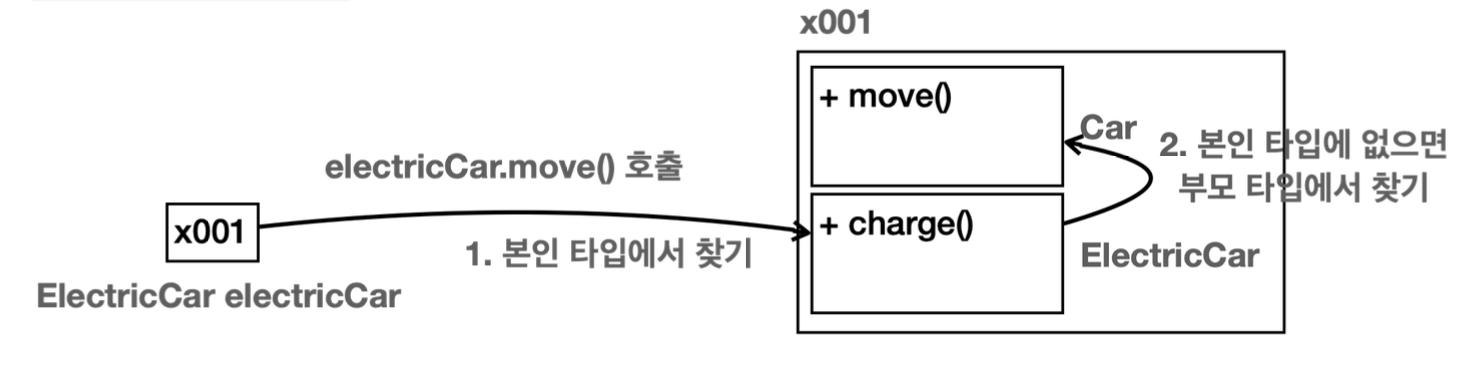 x001
+ move()
Car
2. 본인 타입에 없으면
부모 타입에서 찾기
electricCar.move() 호출
x001
1. 본인 타입에서 찾기
+ charge()
ElectricCar
ElectricCar electricCar